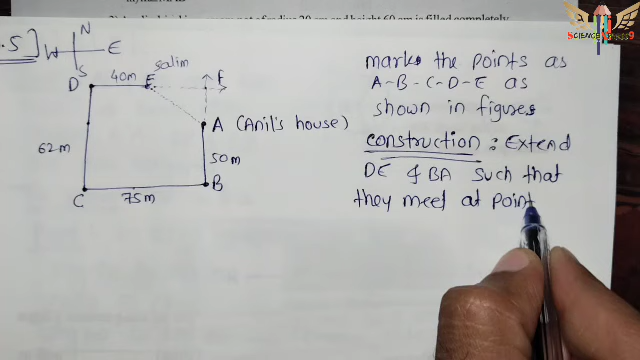 .5]
N
W
E
S
D
40m
E
Salim
F
A (Anil's house)
62m
50m
C
75m
B
marks the points as
A-B-C-D-E as
shown in figures
construction: Extend
DE & BA such that
they meet at point